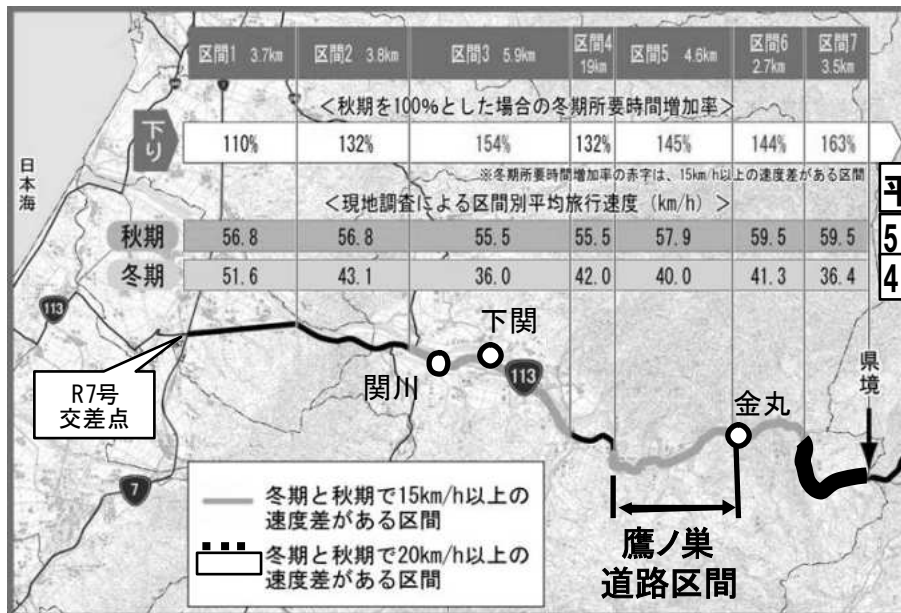 区間1 3.7km 区間2 3.8km 区間3 5.9km 区間4 19km 区間5 4.6km 区間6 2.7km 区間7 3.5km
<秋期を100%とした場合の冬期所要時間増加率>
下り 110% 132% 154% 132% 145% 144% 163%
※冬期所要時間増加率の赤字は、15km/h以上の速度差がある区間
<現地調査による区間別平均旅行速度(km/h)>
平
秋期 56.8 56.8 55.5 55.5 57.9 59.5 59.5 5
冬期 51.6 43.1 36.0 42.0 40.0 41.3 36.4 4
日本海
113
下関
関川
113
県境
R7号
交差点
金丸
7
冬期と秋期で15km/h以上の
速度差がある区間
冬期と秋期で20km/h以上の
速度差がある区間
鷹ノ巣
道路区間